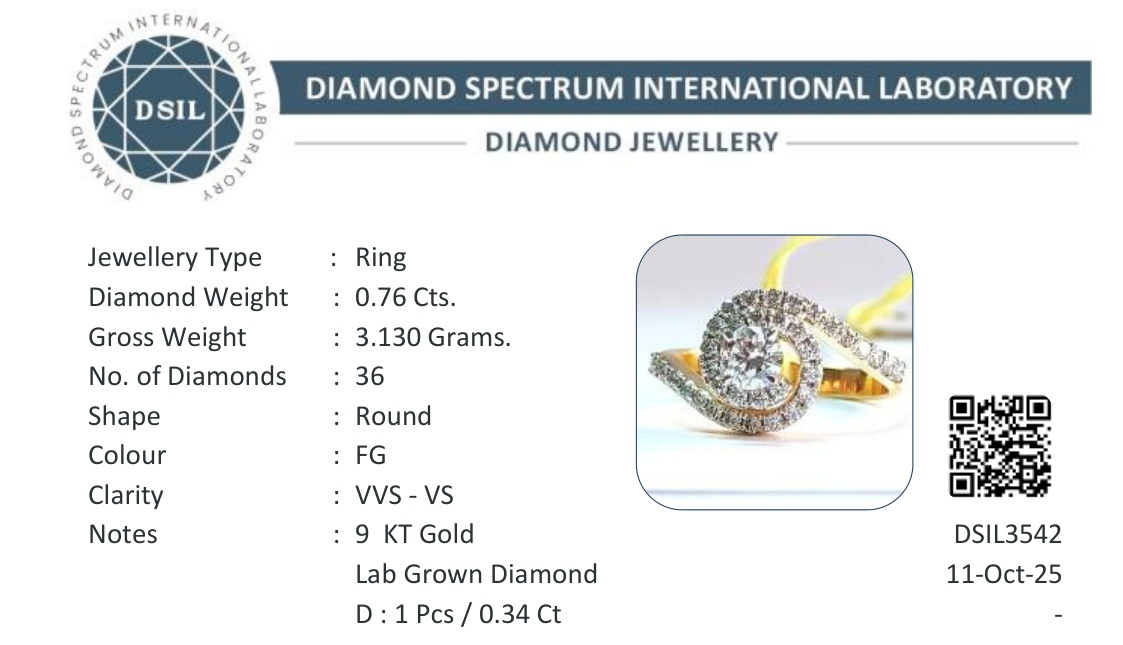 DIAMOND SPECTRUM INTERNATIONAL LABORATORY
DSIL
DIAMOND SPECTRUM INTERNATIONAL LABORATORY
DIAMOND JEWELLERY
Jewellery Type : Ring
Diamond Weight : 0.76 Cts.
Gross Weight : 3.130 Grams.
No. of Diamonds : 36
Shape : Round
Colour : FG
Clarity : VVS - VS
Notes : 9 KT Gold
Lab Grown Diamond
D : 1 Pcs / 0.34 Ct
DSIL3542
11-Oct-25
-